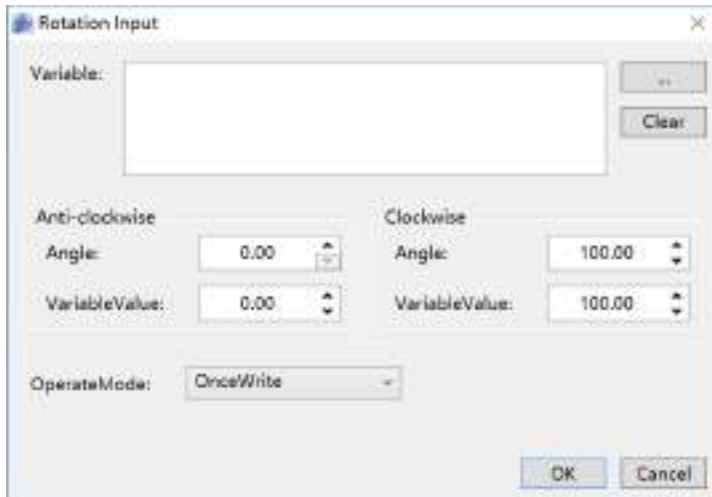 Rotation Input
Variable:
...
Clear
Anti-clockwise
Clockwise
Angle: 0.00
Angle: 100.00
VariableValue: 0.00
VariableValue: 100.00
OperateMode: OnceWrite
OK Cancel